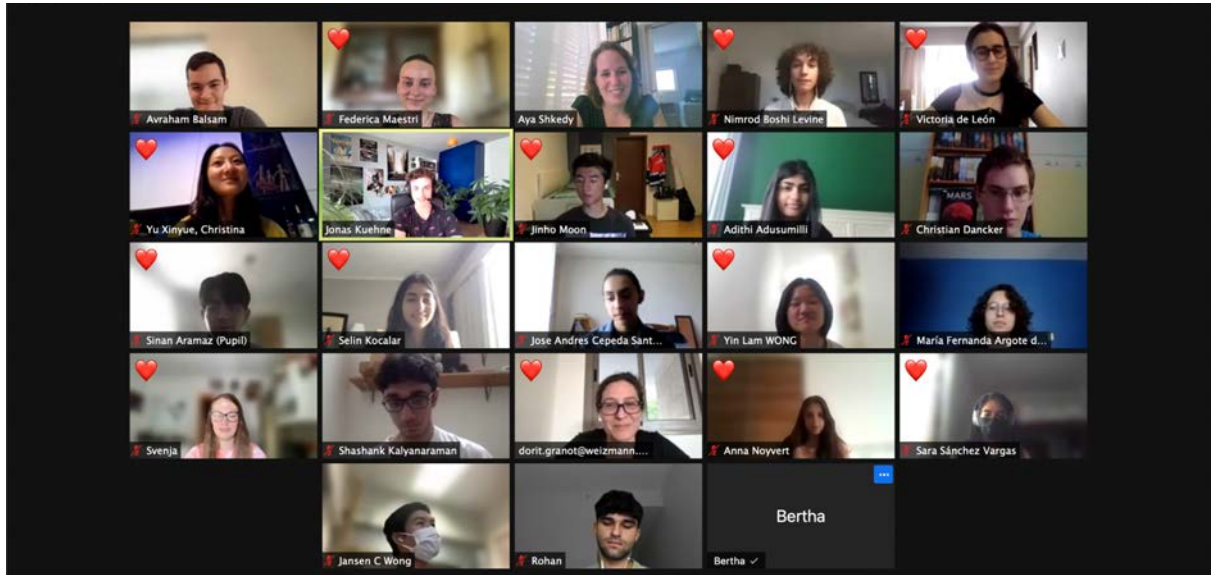 Avraham Balsam
Federica Maestri
Aya Shkedy
Nimrod Boshi Levine
Victoria de León
Yu Xinyue, Christina
Jonas Kuehne
Jinho Moon
Adithi Adusumilli
Christian Dancker
MARS
Sinan Aramaz (Pupil)
Selin Kocalar
Jose Andres Cepeda Sant...
Yin Lam WONG
María Fernanda Argote d...
Svenja
Shashank Kalyanaraman
dorit.granot@weizmann....
Anna Noyvert
Sara Sánchez Vargas
Jansen C Wong
Rohan
Bertha
Bertha